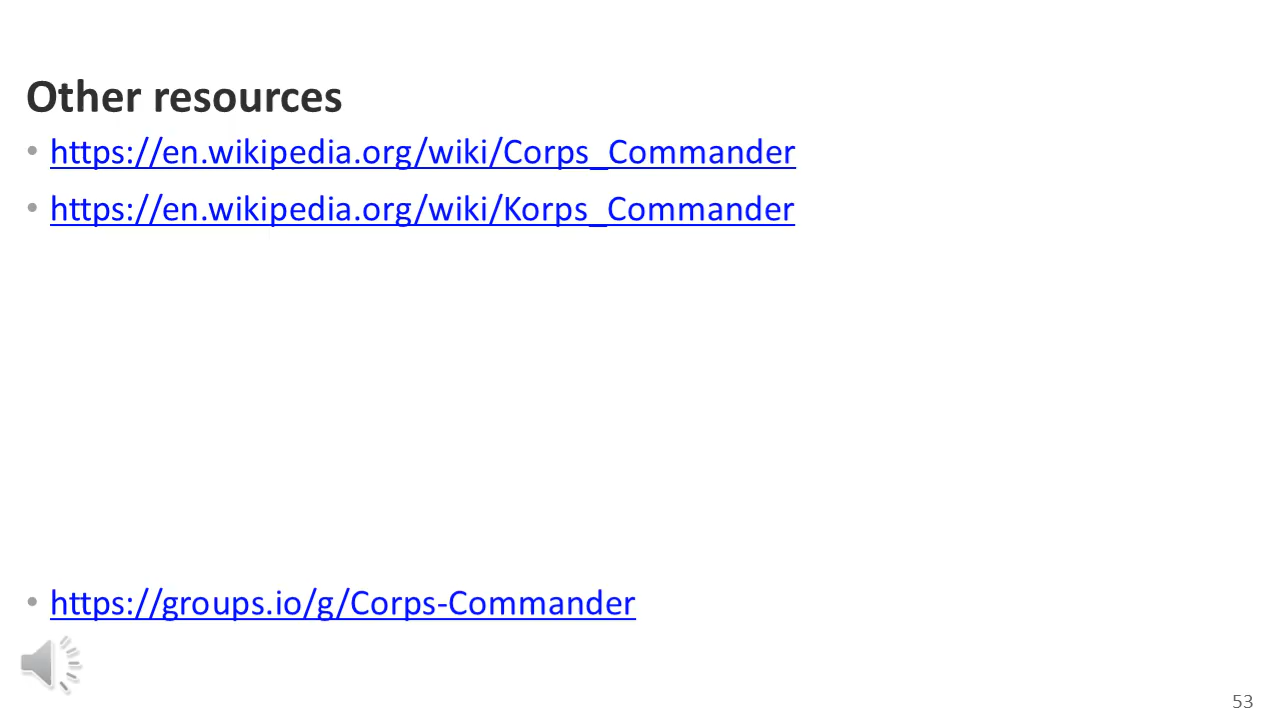 Other resources
• https://en.wikipedia.org/wiki/Corps_Commander
• https://en.wikipedia.org/wiki/Korps_Commander
• https://groups.io/g/Corps-Commander
53